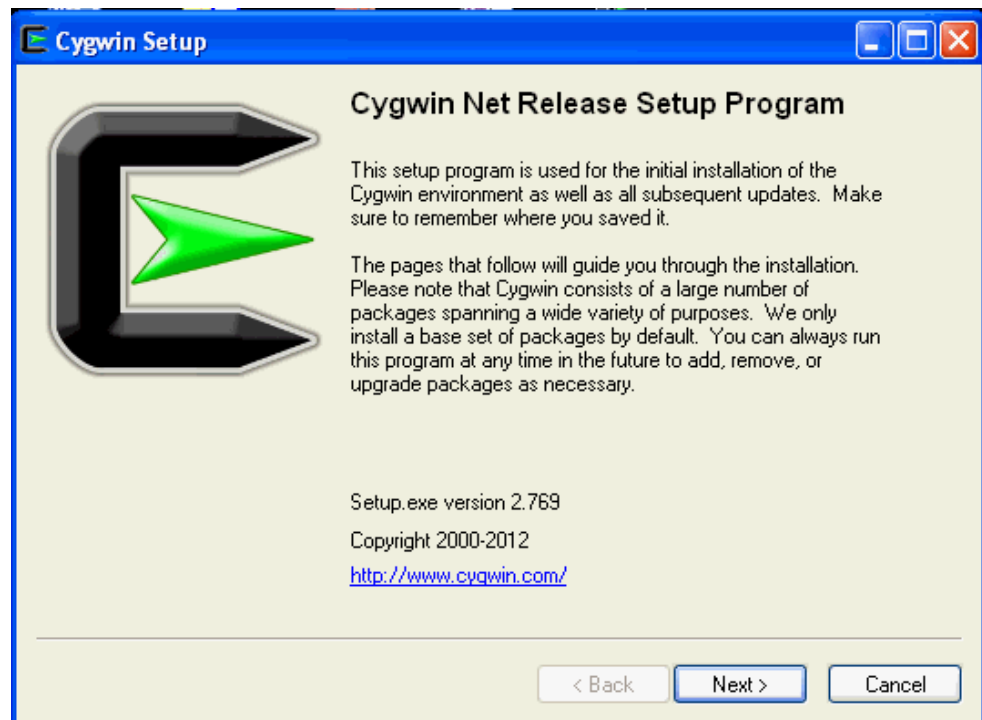 Cygwin Setup
Cygwin Net Release Setup Program
This setup program is used for the initial installation of the
Cygwin environment as well as all subsequent updates.  Make
sure to remember where you saved it.
The pages that follow will guide you through the installation.
Please note that Cygwin consists of a large number of
packages spanning a wide variety of purposes.  We only
install a base set of packages by default.  You can always run
this program at any time in the future to add, remove, or
upgrade packages as necessary.
Setup.exe version 2.769
Copyright 2000-2012
http://www.cygwin.com/
< Back
Next >
Cancel